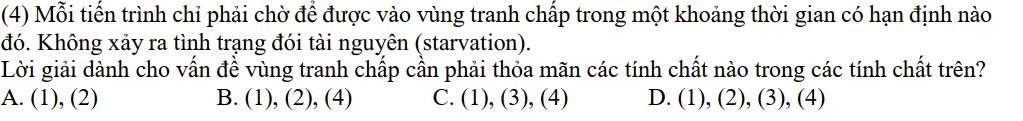 (4) Mỗi tiến trình chỉ phải chờ để được vào vùng tranh chấp trong một khoảng thời gian có hạn định nào
đó. Không xảy ra tình trạng đói tài nguyên (starvation).
Lời giải dành cho vấn đề vùng tranh chấp cần phải thỏa mãn các tính chất nào trong các tính chất trên?
A. (1), (2) B. (1), (2), (4) C. (1), (3), (4) D. (1), (2), (3), (4)